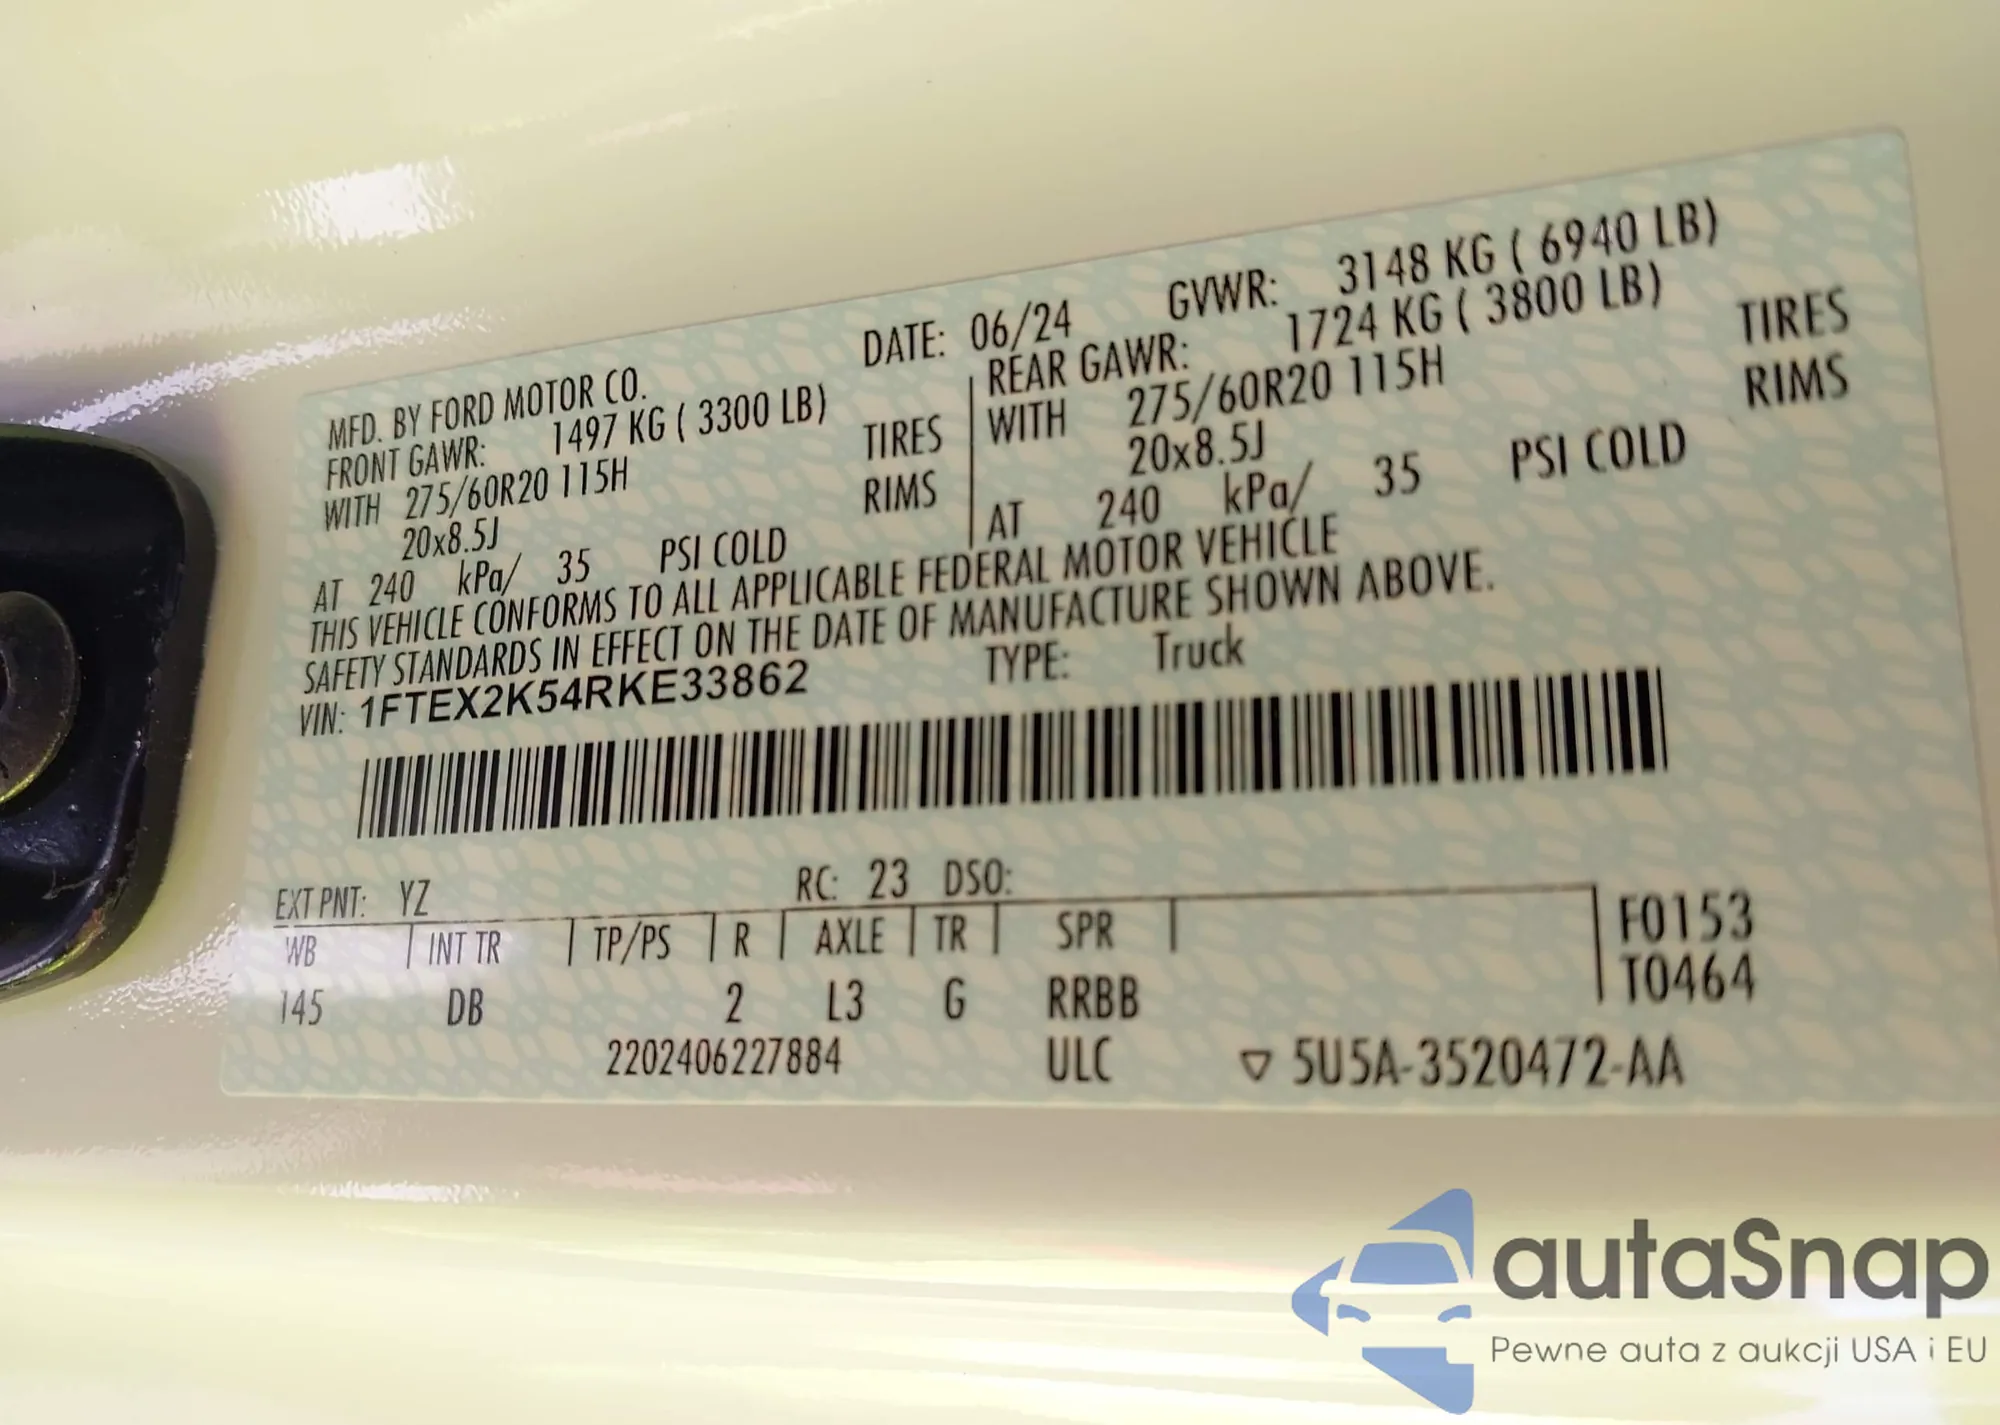 MFD. BY FORD MOTOR CO. DATE: 06/24 GVWR: 3148 KG ( 6940 LB)
FRONT GAWR: 1497 KG ( 3300 LB) REAR GAWR: 1724 KG ( 3800 LB)
WITH 275/60R20 115H TIRES WITH 275/60R20 115H TIRES
20x8.5J RIMS 20x8.5J RIMS
AT 240 kPa/ 35 PSI COLD AT 240 kPa/ 35 PSI COLD
THIS VEHICLE CONFORMS TO ALL APPLICABLE FEDERAL MOTOR VEHICLE
SAFETY STANDARDS IN EFFECT ON THE DATE OF MANUFACTURE SHOWN ABOVE.
VIN: 1FTEX2K54RKE33862 TYPE: Truck
EXT PNT: YZ RC: 23 DSO:
WB INT TR TP/PS R AXLE TR SPR F0153
145 DB 2 L3 G RRBB T0464
2202406227884 ULC ▽ 5U5A-3520472-AA
autaSnap
Pewne auta z aukcji USA i EU